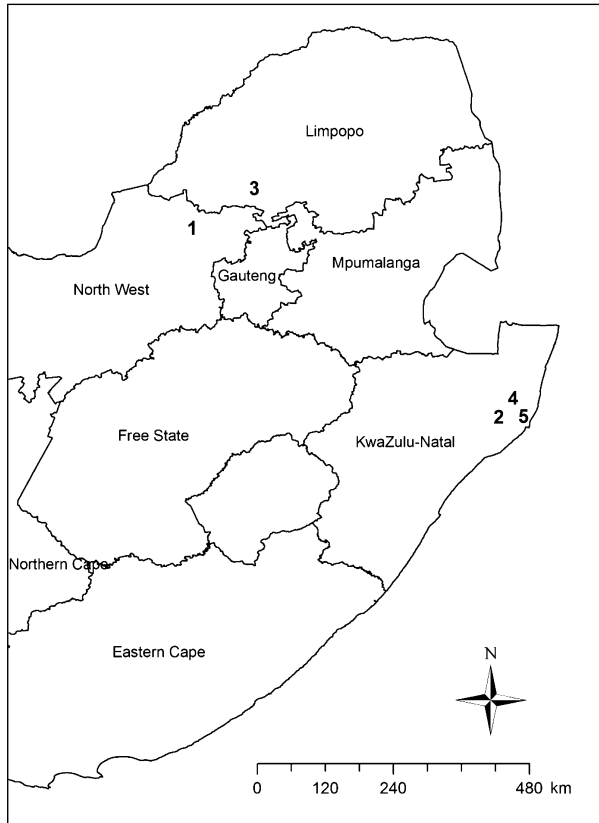 Limpopo
3
1
Gauteng
Mpumalanga
North West
4
2 5
Free State
KwaZulu-Natal
Northern Cape
Eastern Cape
N
0 120 240 480 km